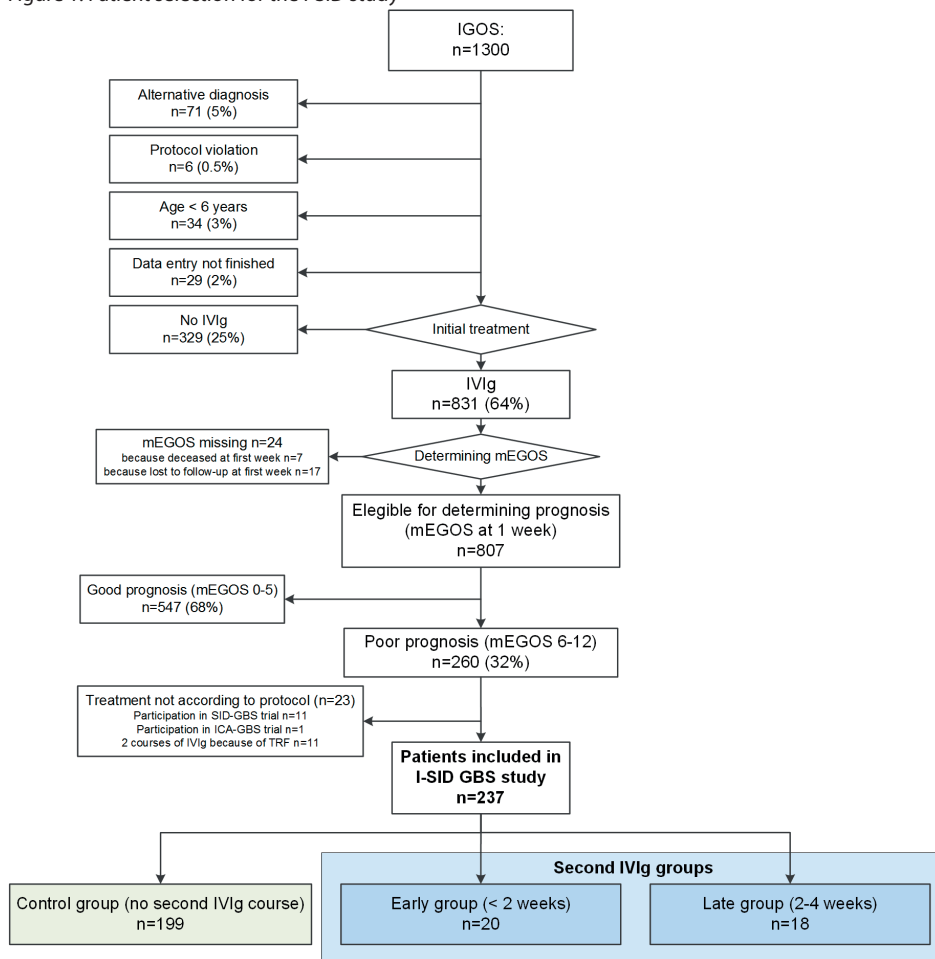 IGOS:
n=1300
Alternative diagnosis
n=71 (5%)
Protocol violation
n=6 (0.5%)
Age < 6 years
n=34 (3%)
Data entry not finished
n=29 (2%)
No IVIg
n=329 (25%)
Initial treatment
IVIg
n=831 (64%)
mEGOS missing n=24
because deceased at first week n=7
because lost to follow-up at first week n=17
Determining mEGOS
Elegible for determining prognosis
(mEGOS at 1 week)
n=807
Good prognosis (mEGOS 0-5)
n=547 (68%)
Poor prognosis (mEGOS 6-12)
n=260 (32%)
Treatment not according to protocol (n=23)
Participation in SID-GBS trial n=11
Participation in ICA-GBS trial n=1
2 courses of IVIg because of TRF n=11
Patients included in
I-SID GBS study
n=237
Second IVIg groups
Control group (no second IVIg course)
n=199
Early group (< 2 weeks)
n=20
Late group (2-4 weeks)
n=18